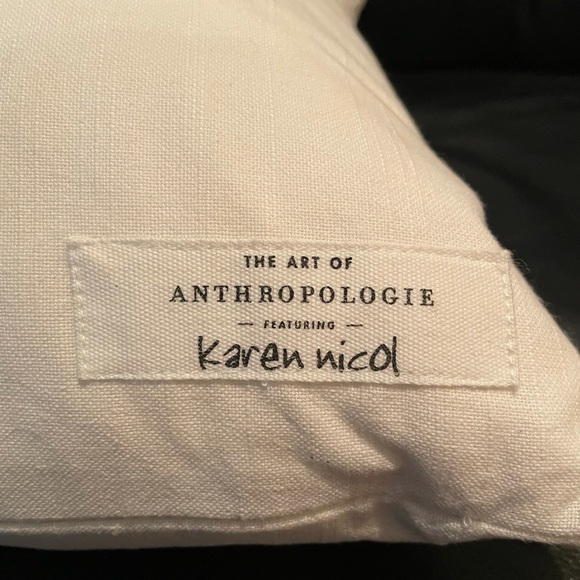 THE ART OF
ANTHROPOLOGIE
— FEATURING —
Karen nicol